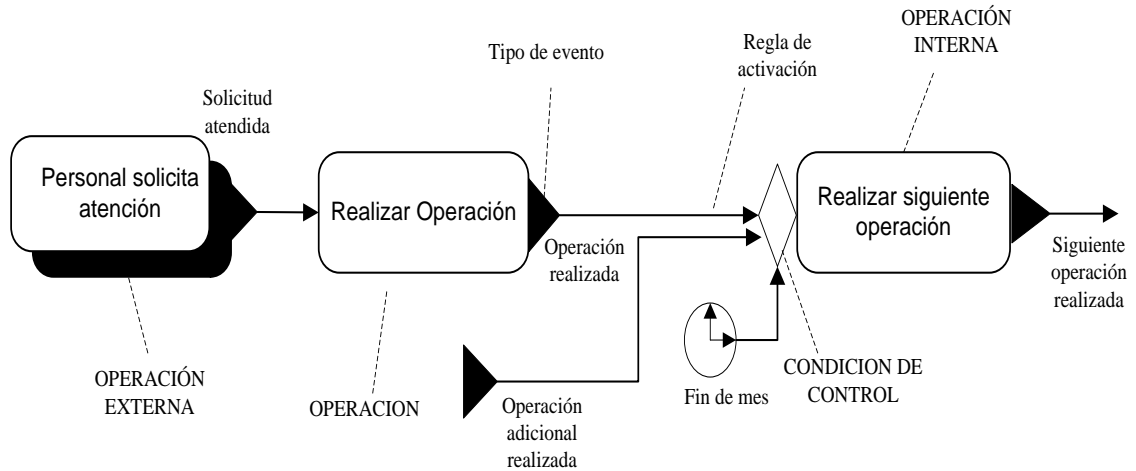 OPERACIÓN
INTERNA
Tipo de evento
Regla de
activación
Solicitud
atendida
Personal solicita
atención
Realizar Operación
Realizar siguiente
operación
Operación
realizada
Siguiente
operación
realizada
OPERACIÓN
EXTERNA
OPERACION
Operación
adicional
realizada
Fin de mes
CONDICION DE
CONTROL